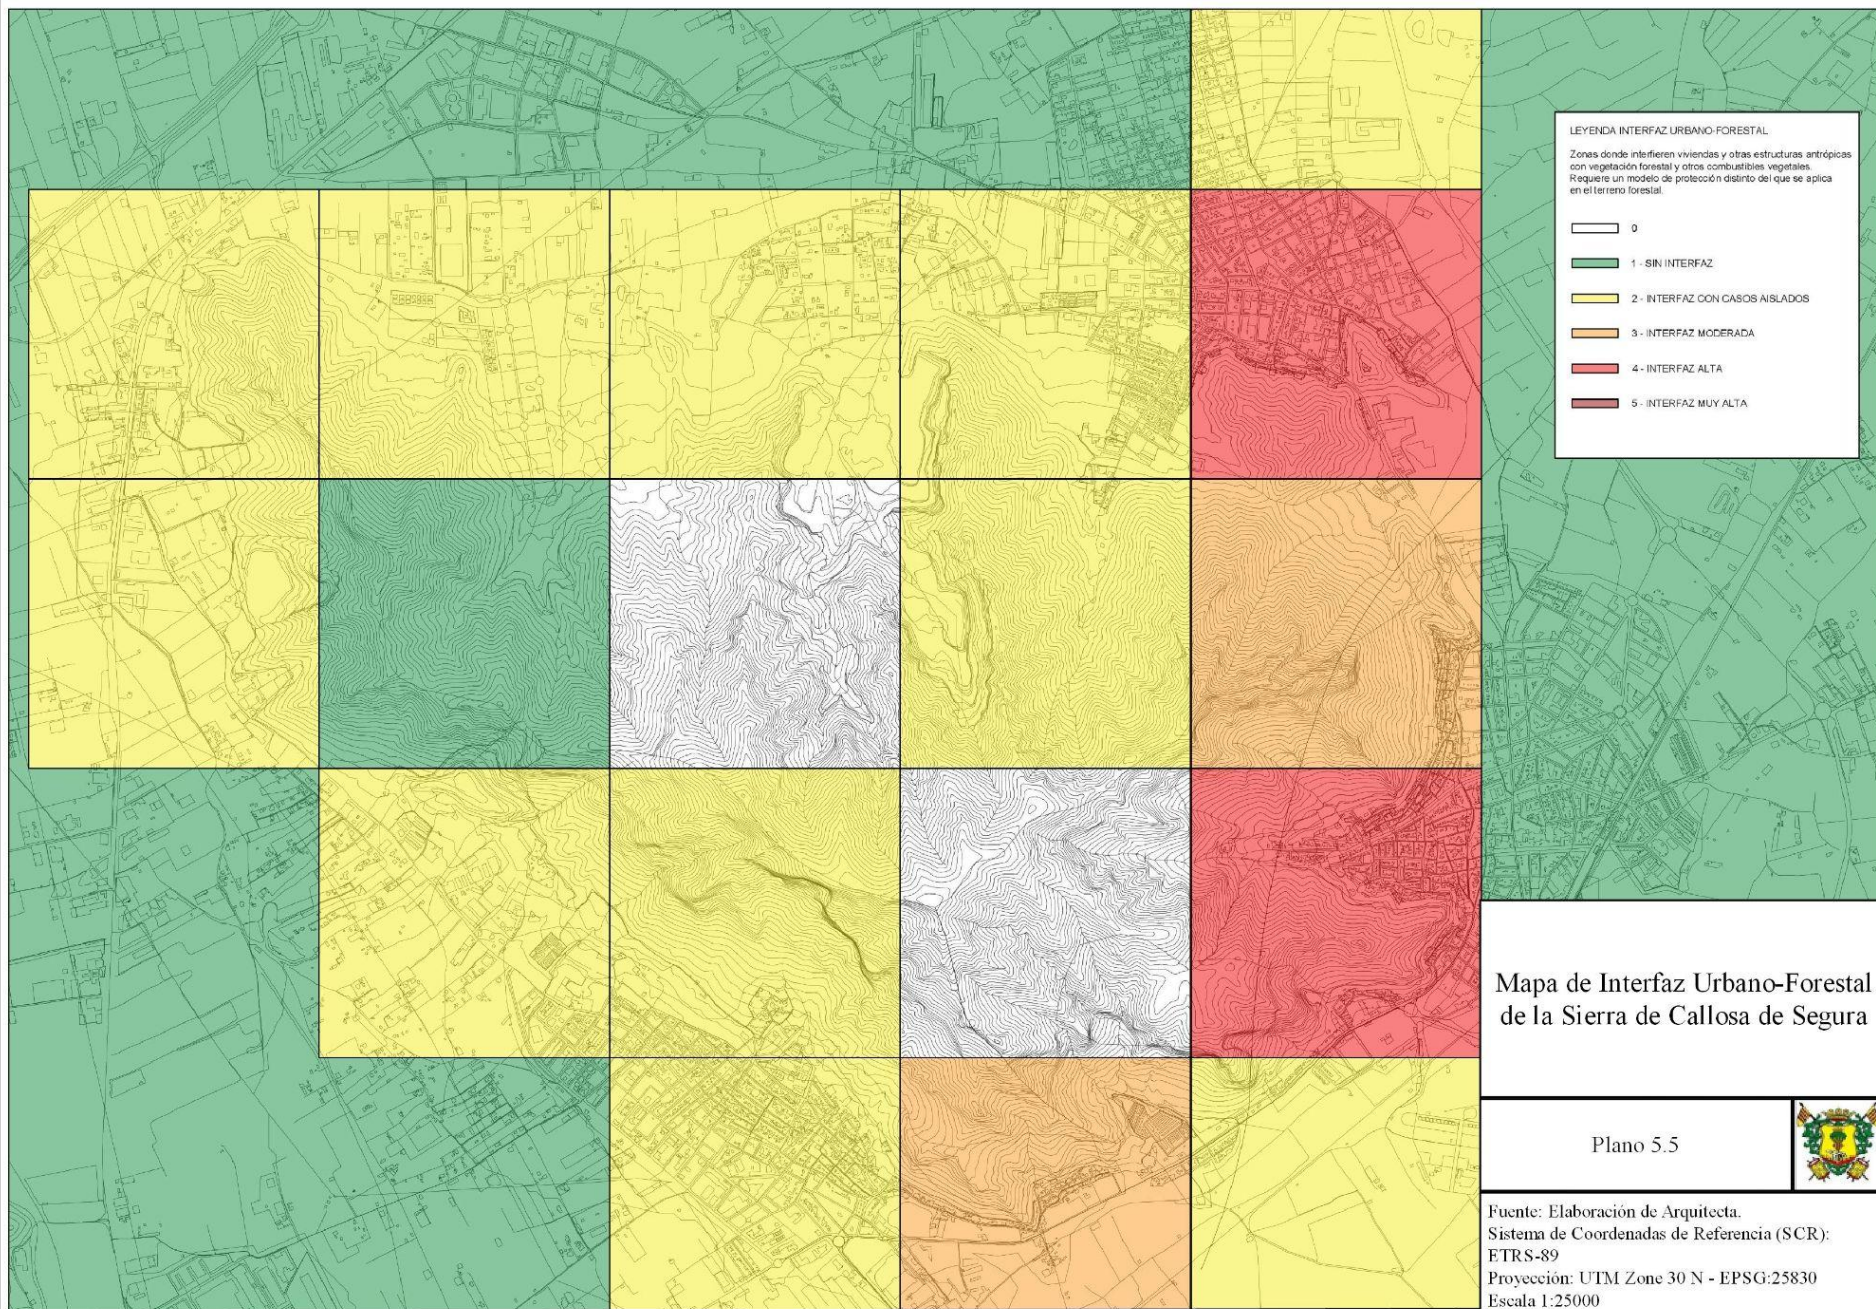 LEYENDA INTERFAZ URBANO-FORESTAL
Zonas donde interfieren viviendas y otras estructuras antrópicas
con vegetación forestal y otros combustibles vegetales.
Requiere un modelo de protección distinto del que se aplica
en el terreno forestal.
0
1 - SIN INTERFAZ
2 - INTERFAZ CON CASOS AISLADOS
3 - INTERFAZ MODERADA
4 - INTERFAZ ALTA
5 - INTERFAZ MUY ALTA
Mapa de Interfaz Urbano-Forestal
de la Sierra de Callosa de Segura
Plano 5.5
Fuente: Elaboración de Arquitecta.
Sistema de Coordenadas de Referencia (SCR):
ETRS-89
Proyección: UTM Zone 30 N - EPSG:25830
Escala 1:25000